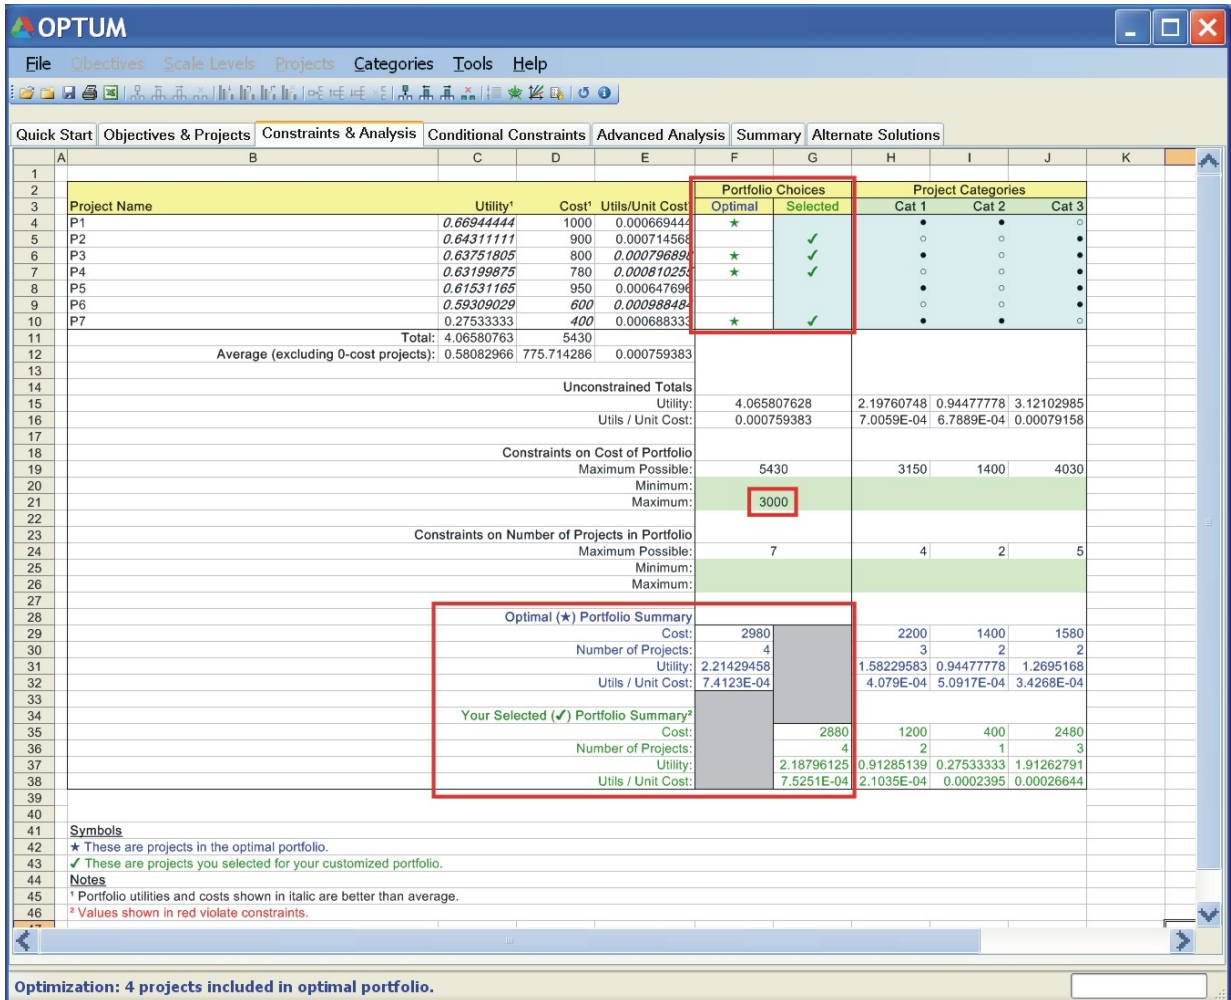 OPTUM
File Obectives Scale Levels Projects Categories Tools Help
Quick Start Objectives & Projects Constraints & Analysis Conditional Constraints Advanced Analysis Summary Alternate Solutions
A B C D E F G H I J K
1
2 Portfolio Choices Project Categories
3 Project Name Utility¹ Cost¹ Utils/Unit Cost¹ Optimal Selected Cat 1 Cat 2 Cat 3
4 P1 0.66944444 1000 0.000669444 ★ ● ● ○
5 P2 0.64311111 900 0.000714568 ✓ ○ ○ ●
6 P3 0.63751805 800 0.000796898 ★ ✓ ● ○ ●
7 P4 0.63199875 780 0.000810255 ★ ✓ ○ ○ ●
8 P5 0.61531165 950 0.000647696 ● ○ ●
9 P6 0.59309029 600 0.000988484 ○ ○ ●
10 P7 0.27533333 400 0.000688333 ★ ✓ ● ● ○
11 Total: 4.06580763 5430
12 Average (excluding 0-cost projects): 0.58082966 775.714286 0.000759383
13
14 Unconstrained Totals
15 Utility: 4.065807628 2.19760748 0.94477778 3.12102985
16 Utils / Unit Cost: 0.000759383 7.0059E-04 6.7889E-04 0.00079158
17
18 Constraints on Cost of Portfolio
19 Maximum Possible: 5430 3150 1400 4030
20 Minimum:
21 Maximum: 3000
22
23 Constraints on Number of Projects in Portfolio
24 Maximum Possible: 7 4 2 5
25 Minimum:
26 Maximum:
27
28 Optimal (★) Portfolio Summary
29 Cost: 2980 2200 1400 1580
30 Number of Projects: 4 3 2 2
31 Utility: 2.21429458 1.58229583 0.94477778 1.2695168
32 Utils / Unit Cost: 7.4123E-04 4.079E-04 5.0917E-04 3.4268E-04
33
34 Your Selected (✓) Portfolio Summary²
35 Cost: 2880 1200 400 2480
36 Number of Projects: 4 2 1 3
37 Utility: 2.18796125 0.91285139 0.27533333 1.91262791
38 Utils / Unit Cost: 7.5251E-04 2.1035E-04 0.0002395 0.00026644
39
40
41 Symbols
42 ★ These are projects in the optimal portfolio.
43 ✓ These are projects you selected for your customized portfolio.
44 Notes
45 ¹ Portfolio utilities and costs shown in italic are better than average.
46 ² Values shown in red violate constraints.
Optimization: 4 projects included in optimal portfolio.